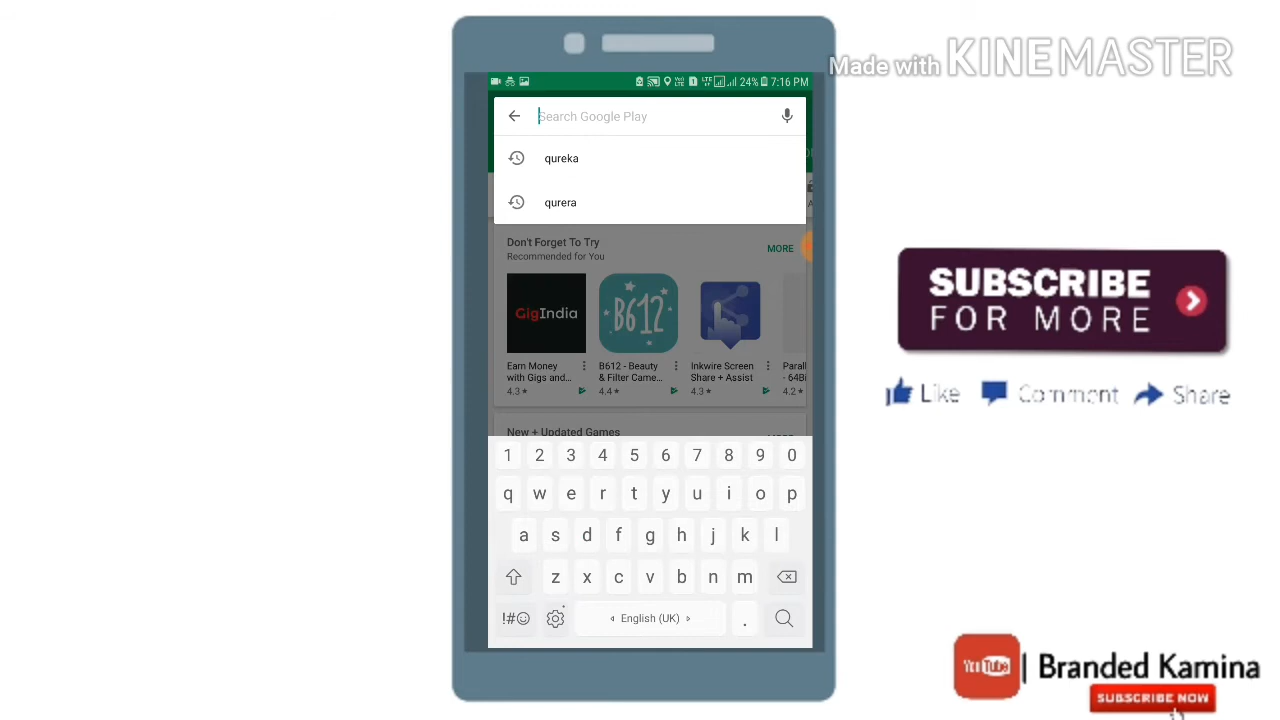 Made with KINEMASTER
LTE 24% 7:16 PM
Search Google Play
qureka
qurera
Don't Forget To Try
Recommended for You
MORE
GigIndia
B612
Earn Money
with Gigs and...
4.3★
B612 - Beauty
& Filter Came...
4.4★
Inkwire Screen
Share + Assist
4.3★
Parall
- 64Bi
4.2★
New + Updated Games
1 2 3 4 5 6 7 8 9 0
q w e r t y u i o p
a s d f g h j k l
z x c v b n m
!#☺ English (UK) .
SUBSCRIBE
FOR MORE
Like Comment Share
YouTube | Branded Kamina
SUBSCRIBE NOW